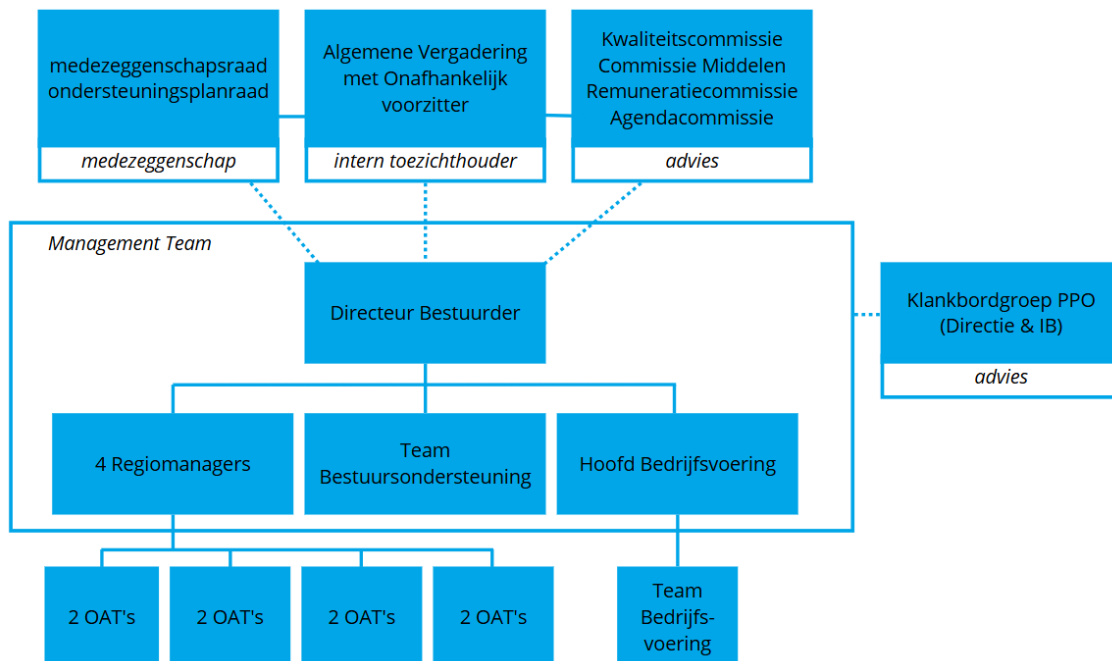 medezeggenschapsraad
ondersteuningsplanraad
medezeggenschap
Algemene Vergadering
met Onafhankelijk
voorzitter
intern toezichthouder
Kwaliteitscommissie
Commissie Middelen
Remuneratiecommissie
Agendacommissie
advies
Management Team
Directeur Bestuurder
Klankbordgroep PPO
(Directie & IB)
advies
4 Regiomanagers
Team
Bestuursondersteuning
Hoofd Bedrijfsvoering
2 OAT's
2 OAT's
2 OAT's
2 OAT's
Team
Bedrijfs-
voering